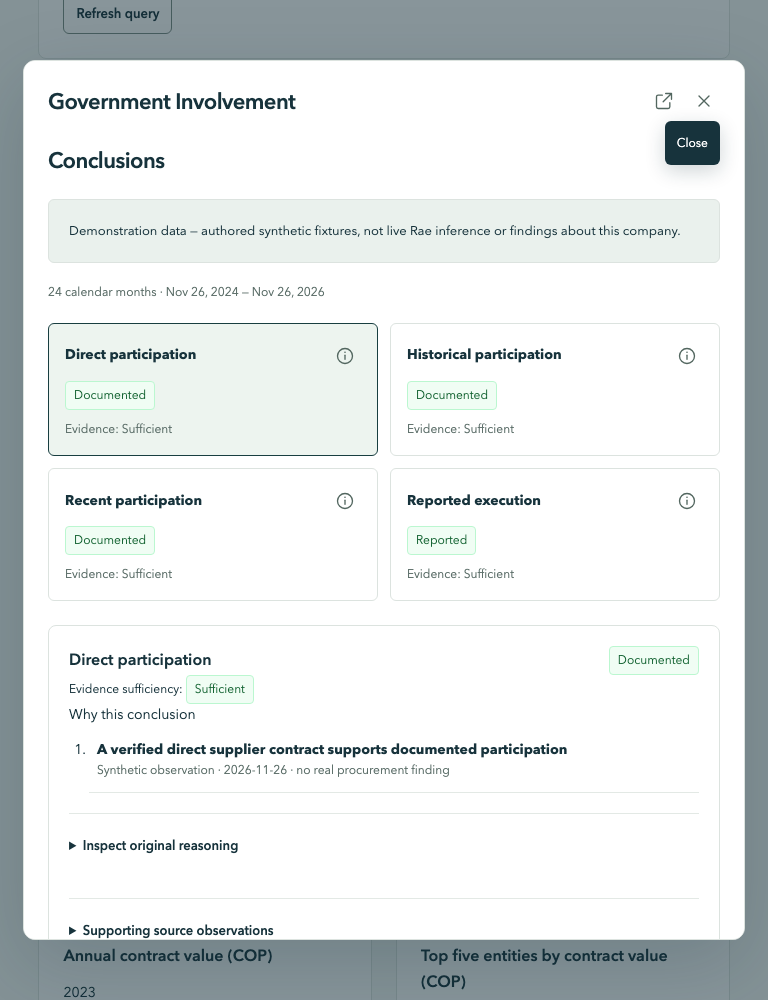 Refresh query
Government Involvement
Close
Conclusions
Demonstration data – authored synthetic fixtures, not live Rae inference or findings about this company.
24 calendar months · Nov 26, 2024 – Nov 26, 2026
Direct participation
Documented
Evidence: Sufficient
Historical participation
Documented
Evidence: Sufficient
Recent participation
Documented
Evidence: Sufficient
Reported execution
Reported
Evidence: Sufficient
Direct participation
Documented
Evidence sufficiency: Sufficient
Why this conclusion
1. A verified direct supplier contract supports documented participation
Synthetic observation · 2026-11-26 · no real procurement finding
Inspect original reasoning
Supporting source observations
Annual contract value (COP)
2023
Top five entities by contract value
(COP)